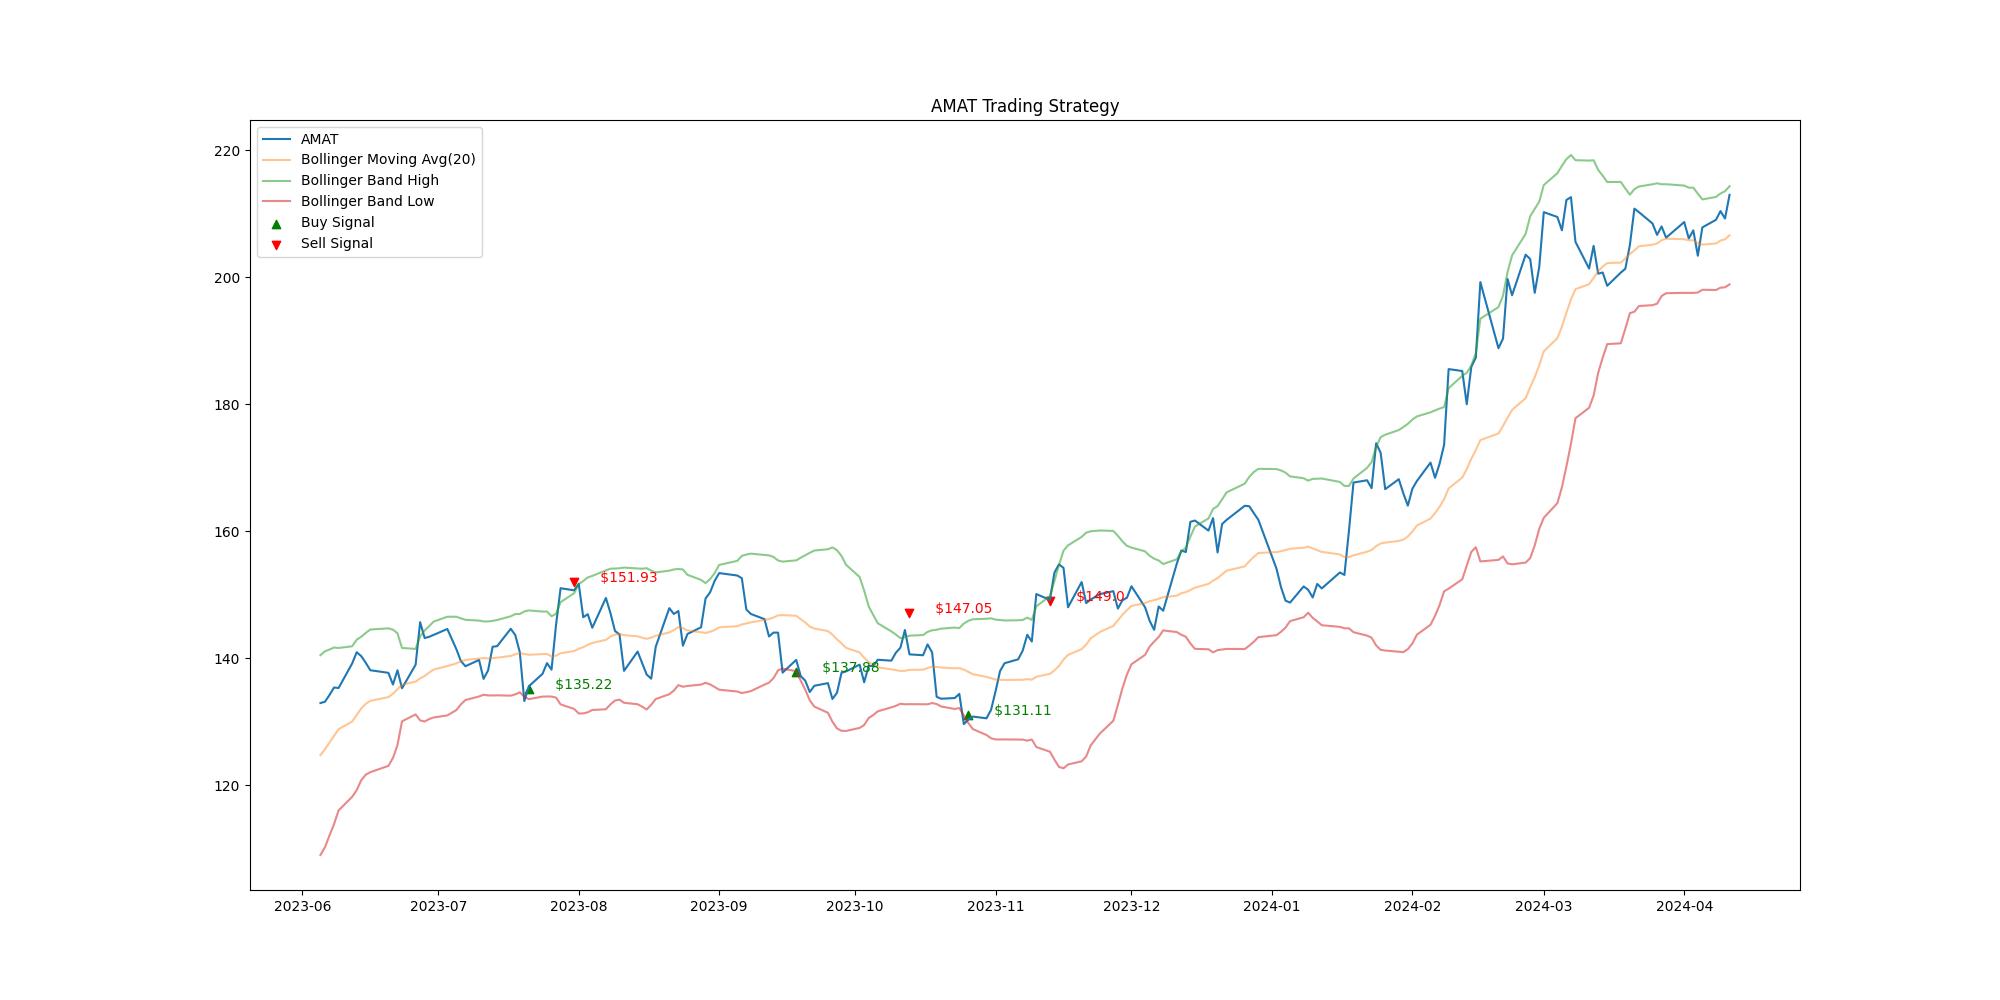 AMAT Trading Strategy
AMAT
Bollinger Moving Avg(20)
Bollinger Band High
Bollinger Band Low
Buy Signal
Sell Signal
220
200
180
160
140
120
$151.93
$149.0
$147.05
$137.88
$135.22
$131.11
2023-06 2023-07 2023-08 2023-09 2023-10 2023-11 2023-12 2024-01 2024-02 2024-03 2024-04